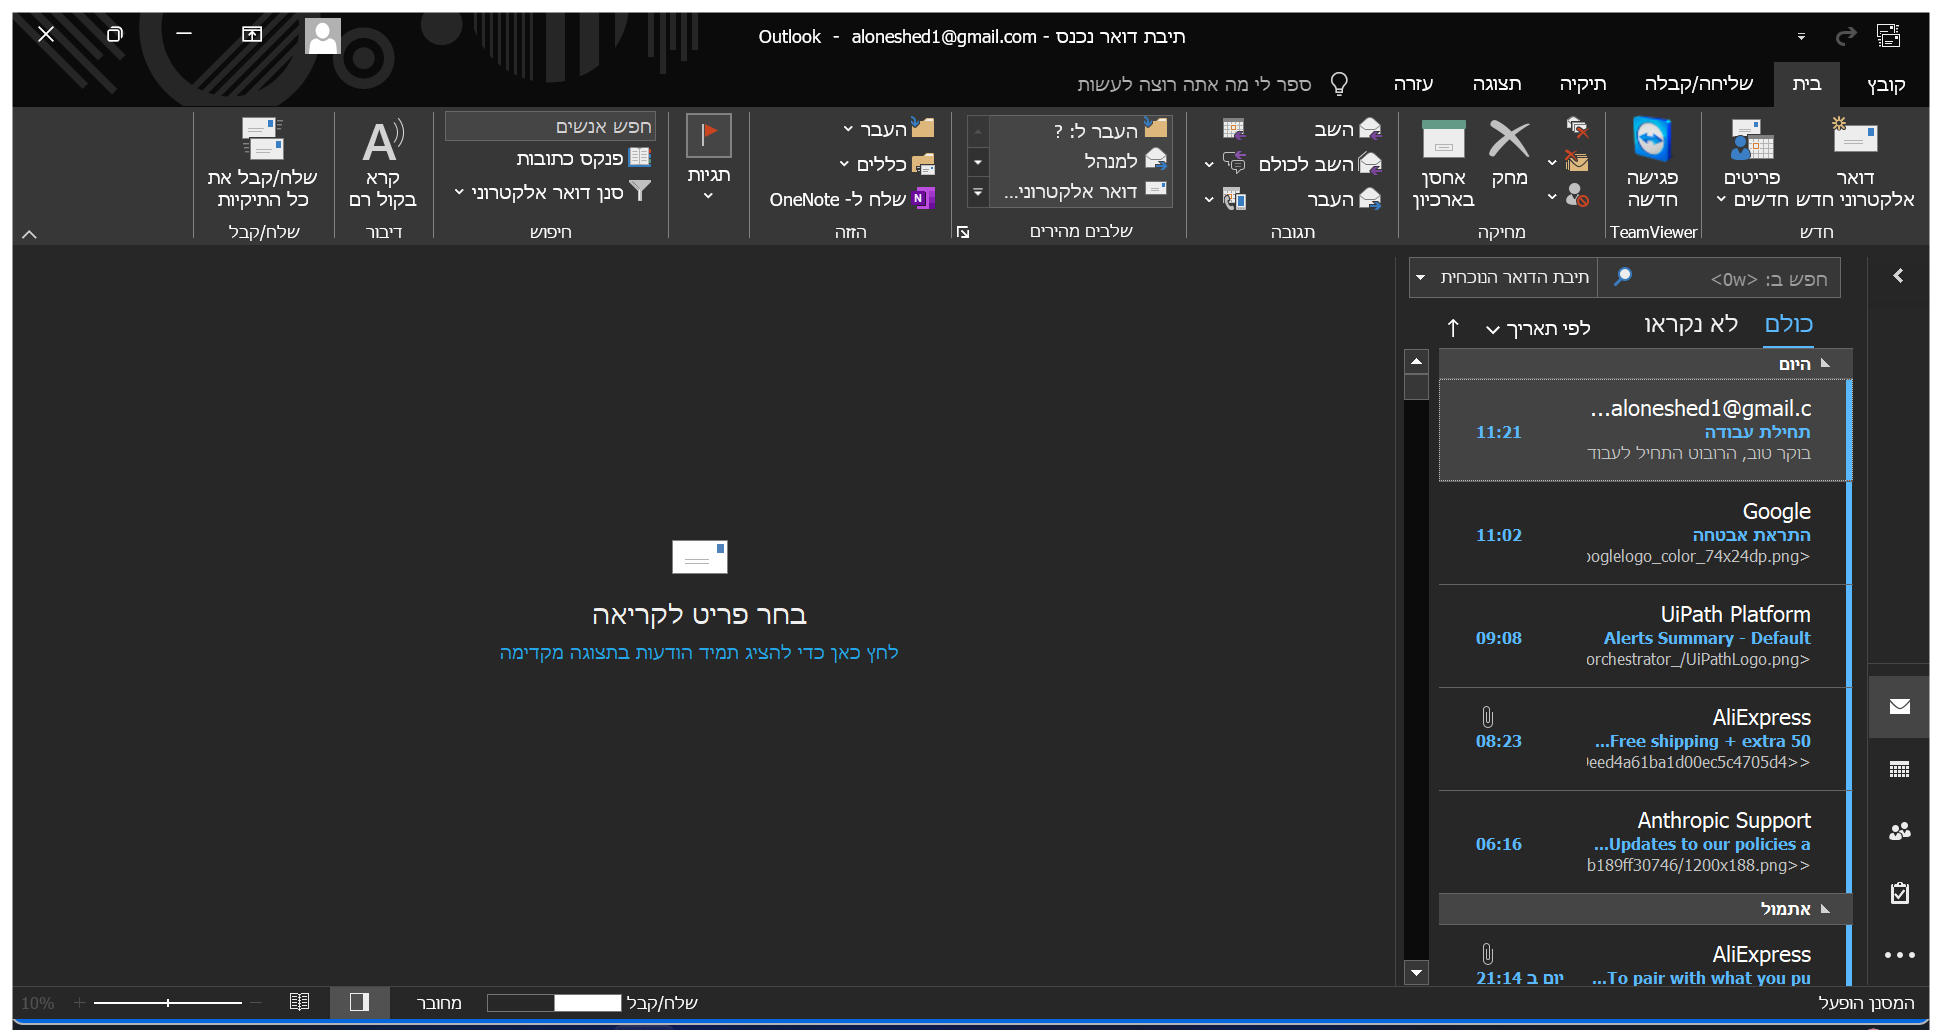 תיבת דואר נכנס - aloneshed1@gmail.com - Outlook
קובץ
בית
שליחה/קבלה
תיקיה
תצוגה
עזרה
ספר לי מה אתה רוצה לעשות
דואר
אלקטרוני חדש
פריטים
חדשים
חדש
פגישה
חדשה
TeamViewer
מחק
אחסן
בארכיון
מחיקה
השב
השב לכולם
העבר
תגובה
העבר ל: ?
למנהל
דואר אלקטרוני...
שלבים מהירים
העבר
כללים
שלח ל- OneNote
הזזה
תגיות
חפש אנשים
פנקס כתובות
סנן דואר אלקטרוני
חיפוש
קרא
בקול רם
דיבור
שלח/קבל את
כל התיקיות
שלח/קבל
חפש ב: <0w>
תיבת הדואר הנוכחית
כולם
לא נקראו
לפי תאריך
היום
aloneshed1@gmail.c...
תחילת עבודה
11:21
בוקר טוב, הרובוט התחיל לעבוד
Google
התראת אבטחה
11:02
ooglelogo_color_74x24dp.png>
UiPath Platform
Alerts Summary - Default
09:08
orchestrator_/UiPathLogo.png>
AliExpress
Free shipping + extra 50...
08:23
eed4a61ba1d00ec5c4705d4>>
Anthropic Support
Updates to our policies a...
06:16
b189ff30746/1200x188.png>>
אתמול
AliExpress
To pair with what you pu...
יום ב 21:14
בחר פריט לקריאה
לחץ כאן כדי להציג תמיד הודעות בתצוגה מקדימה
המסנן הופעל
שלח/קבל
מחובר
10%